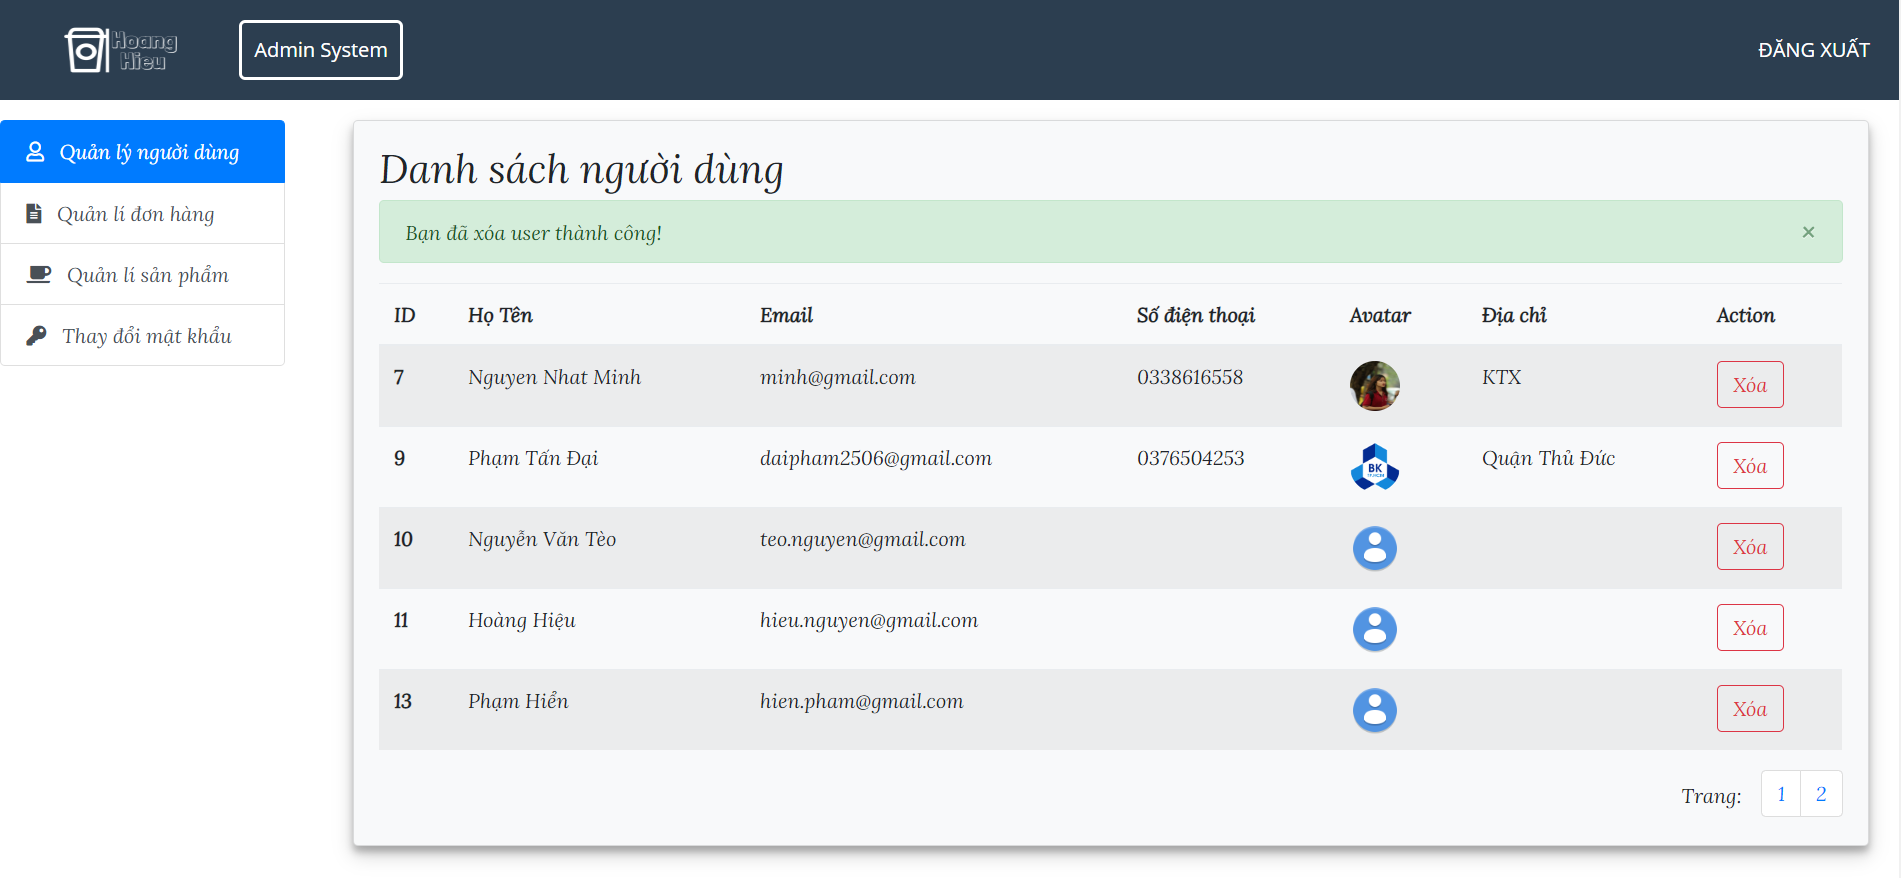 Hoang
Hieu
Admin System
ĐĂNG XUẤT
Quản lý người dùng
Quản lí đơn hàng
Quản lí sản phẩm
Thay đổi mật khẩu
Danh sách người dùng
Bạn đã xóa user thành công!
×
ID Họ Tên Email Số điện thoại Avatar Địa chỉ Action
7 Nguyen Nhat Minh minh@gmail.com 0338616558 KTX Xóa
9 Phạm Tấn Đại daipham2506@gmail.com 0376504253 BK Quận Thủ Đức Xóa
10 Nguyễn Văn Tèo teo.nguyen@gmail.com Xóa
11 Hoàng Hiệu hieu.nguyen@gmail.com Xóa
13 Phạm Hiển hien.pham@gmail.com Xóa
Trang: 1 2